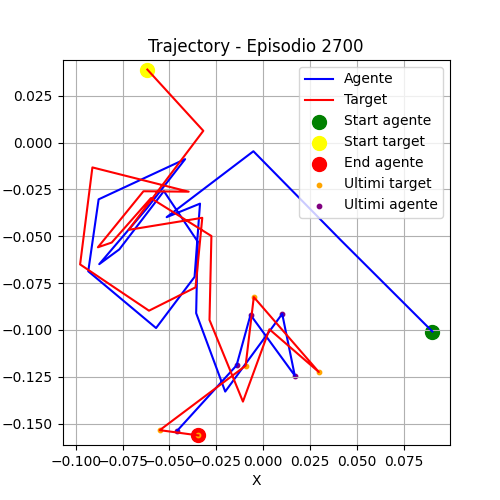 Trajectory - Episodio 2700
Agente
Target
Start agente
Start target
End agente
Ultimi target
Ultimi agente
0.025
0.000
−0.025
−0.050
−0.075
−0.100
−0.125
−0.150
−0.100 −0.075 −0.050 −0.025 0.000 0.025 0.050 0.075
X